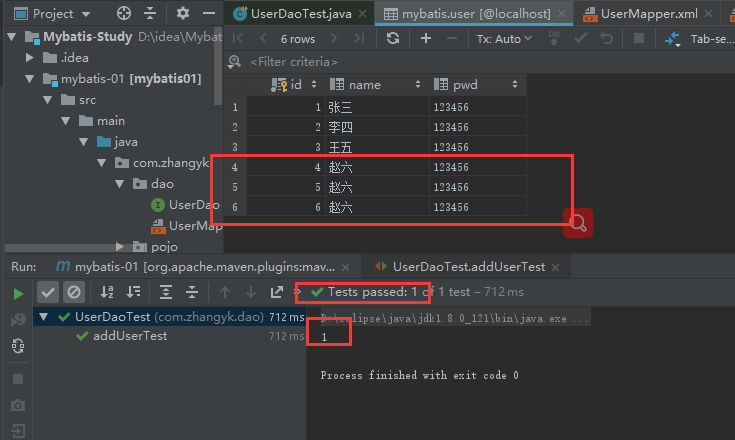 Project
UserDaoTest.java
mybatis.user [@localhost]
UserMapper.xml
Mybatis-Study D:\idea\Mybat
6 rows
Tx: Auto
DB
Tab-se...
.idea
<Filter criteria>
mybatis-01 [mybatis01]
id name pwd
src
1 1 张三 123456
main
2 2 李四 123456
java
3 3 王五 123456
com.zhangyk
4 4 赵六 123456
dao
5 5 赵六 123456
UserDao
6 6 赵六 123456
UserMap
pojo
Run: mybatis-01 [org.apache.maven.plugins:mav...
UserDaoTest.addUserTest
Tests passed: 1 of 1 test – 712 ms
UserDaoTest (com.zhangyk.dao) 712 ms
D:\eclipse\java\jdk1.8.0_121\bin\java.exe ...
addUserTest 712 ms
1
Process finished with exit code 0